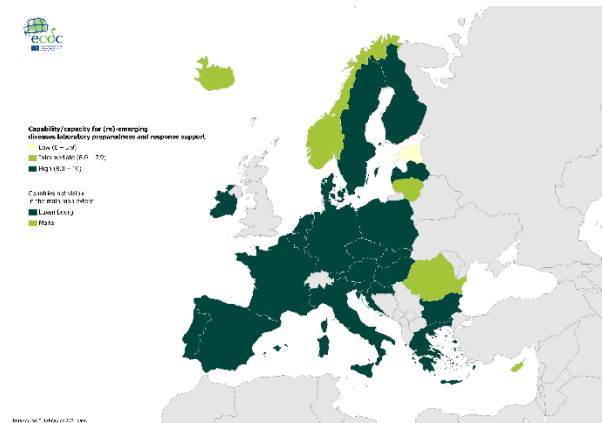 ecdc
Capability/capacity for (re)-emerging
diseases laboratory preparedness and response support
Low (0 – 5.9)
Intermediate (6.0 – 7.9)
High (8.0 – 10)
Countries not visible
in the main map extent
Luxembourg
Malta